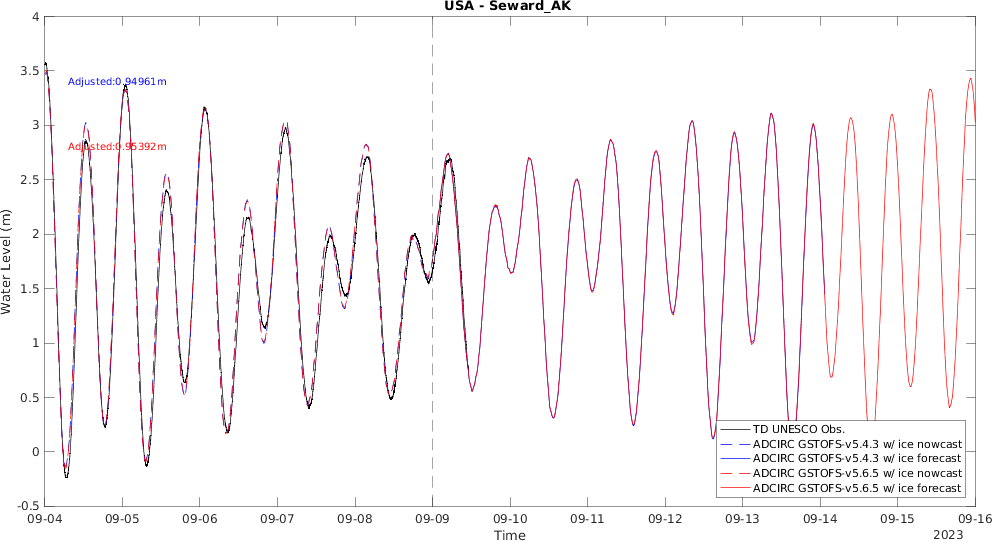 USA - Seward_AK
4
3.5
3
2.5
2
1.5
1
0.5
0
-0.5
Water Level (m)
Adjusted:0.94961m
Adjusted:0.95392m
TD UNESCO Obs.
ADCIRC GSTOFS-v5.4.3 w/ ice nowcast
ADCIRC GSTOFS-v5.4.3 w/ ice forecast
ADCIRC GSTOFS-v5.6.5 w/ ice nowcast
ADCIRC GSTOFS-v5.6.5 w/ ice forecast
09-04 09-05 09-06 09-07 09-08 09-09 09-10 09-11 09-12 09-13 09-14 09-15 09-16
Time
2023